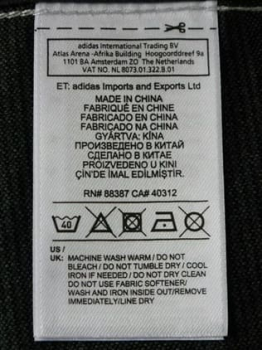 adidas International Trading BV
Atlas Arena -Afrika Building Hoogoorddreef 9a
1101 BA Amsterdam ZO The Netherlands
VAT NO. NL 8073.01.322.B.01
ET: adidas Imports and Exports Ltd
MADE IN CHINA
FABRIQUÉ EN CHINE
FABRICADO EN CHINA
FABRICADO NA CHINA
GYÁRTVA: KÍNA
ПРОИЗВЕДЕНО В КИТАЕ
СДЕЛАНО В КИТАЕ
PROIZVEDENO U KINI
ÇİN'DE İMAL EDİLMİŞTİR.
RN# 88387 CA# 40312
40
US /
UK: MACHINE WASH WARM / DO NOT
BLEACH / DO NOT TUMBLE DRY / COOL
IRON IF NEEDED / DO NOT DRY CLEAN
DO NOT USE FABRIC SOFTENER/
WASH AND IRON INSIDE OUT/REMOVE
IMMEDIATELY/LINE DRY